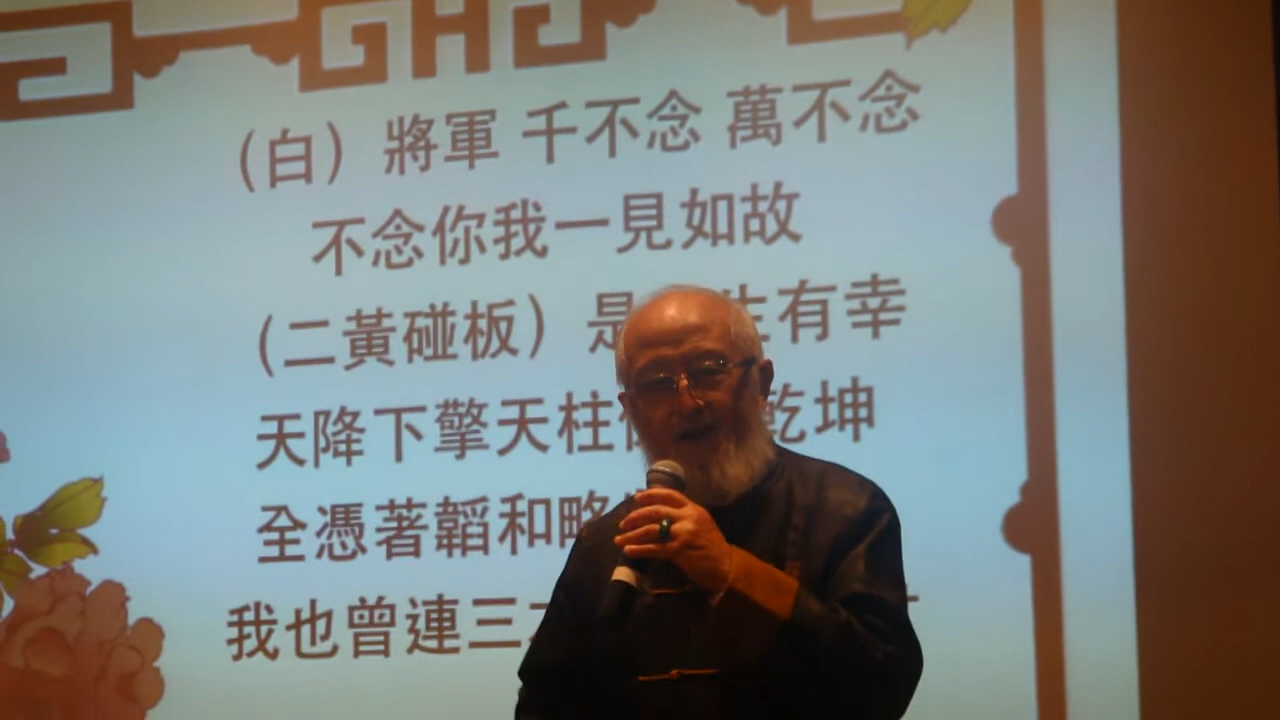 （白）將軍 千不念 萬不念
不念你我一見如故
（二黃碰板）是 生有幸
天降下擎天柱 乾坤
全憑著韜和略
我也曾連三